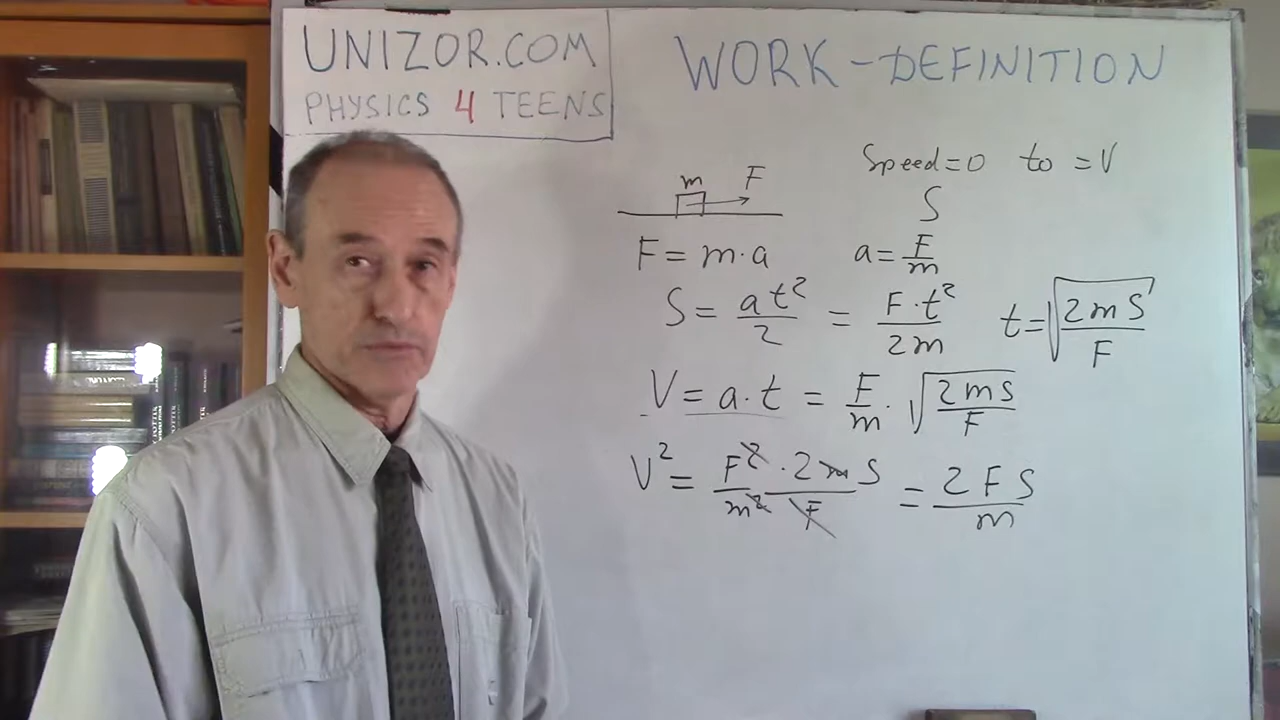 UNIZOR.COM
PHYSICS 4 TEENS
WORK - DEFINITION
Speed=0 to = V
m F
S
F = m·a a = F/m
S = at²/2 = F·t²/2m t = √(2mS/F)
V = a·t = F/m · √(2mS/F)
V² = F²·2mS/m²F = 2FS/m